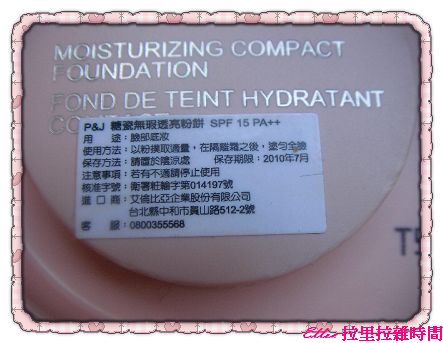 MOISTURIZING COMPACT
FOUNDATION
FOND DE TEINT HYDRATANT
CO
P&J 糖瓷無瑕透亮粉餅 SPF 15 PA++
用 途：臉部底妝
使用方法：以粉撲取適量，在隔離霜之後，塗勻全臉
保存方法：請置於陰涼處 保存期限：2010年7月
注意事項：若有不適請停止使用
核准字號：衛署粧輸字第014197號
進 口 商：艾倫比亞企業股份有限公司
台北縣中和市員山路512-2號
客 服：0800355568
T5
Ellen 拉里拉雜時間